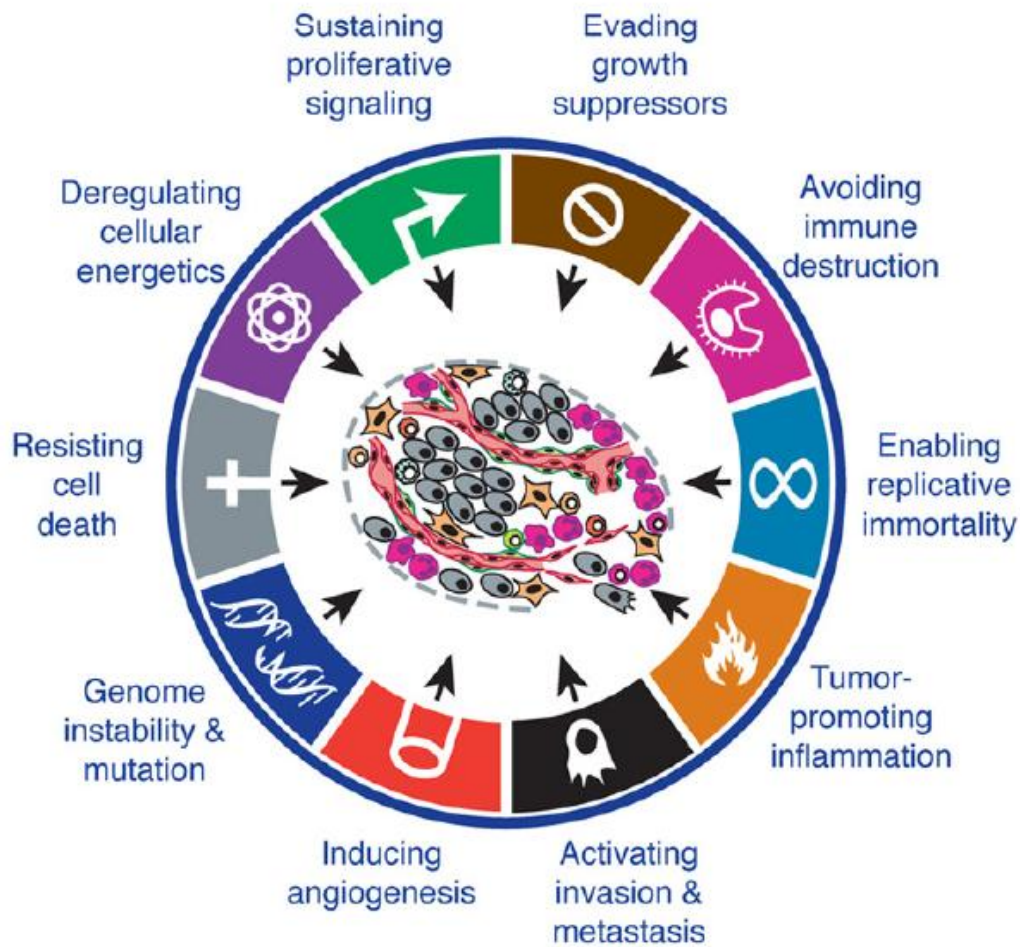 Sustaining
proliferative
signaling
Evading
growth
suppressors
Avoiding
immune
destruction
Enabling
replicative
immortality
Tumor-
promoting
inflammation
Activating
invasion &
metastasis
Inducing
angiogenesis
Genome
instability &
mutation
Resisting
cell
death
Deregulating
cellular
energetics